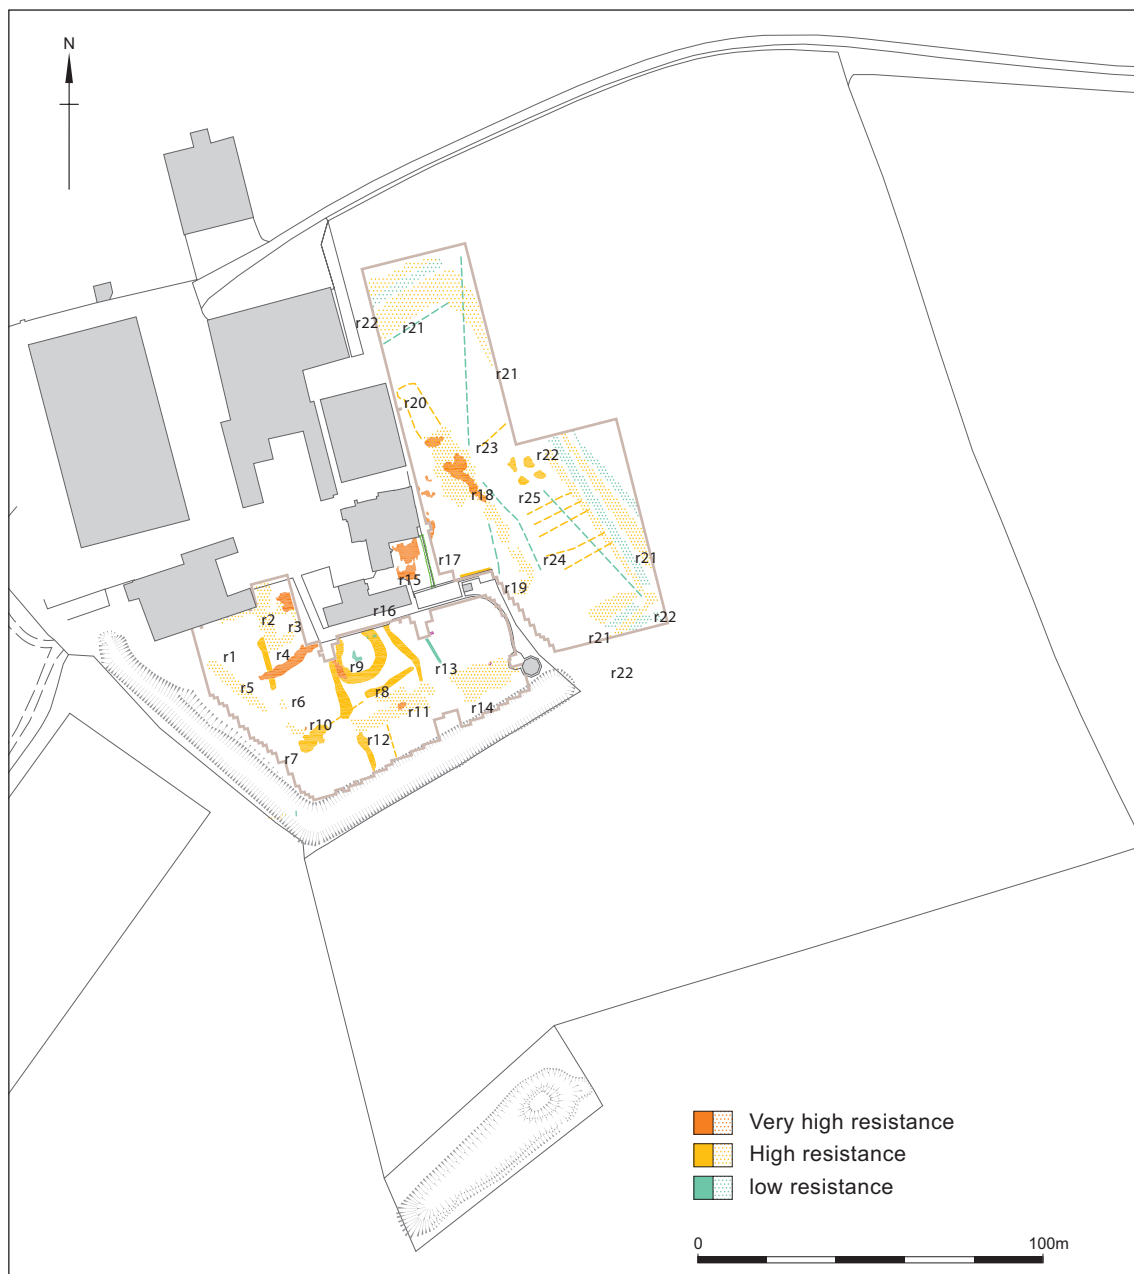 N
r22
r21
r21
r20
r23
r22
r18
r25
r17
r24
r21
r15
r19
r16
r2
r3
r22
r21
r1
r4
r9
r13
r22
r5
r8
r6
r11
r14
r10
r12
r7
Very high resistance
High resistance
low resistance
0 100m